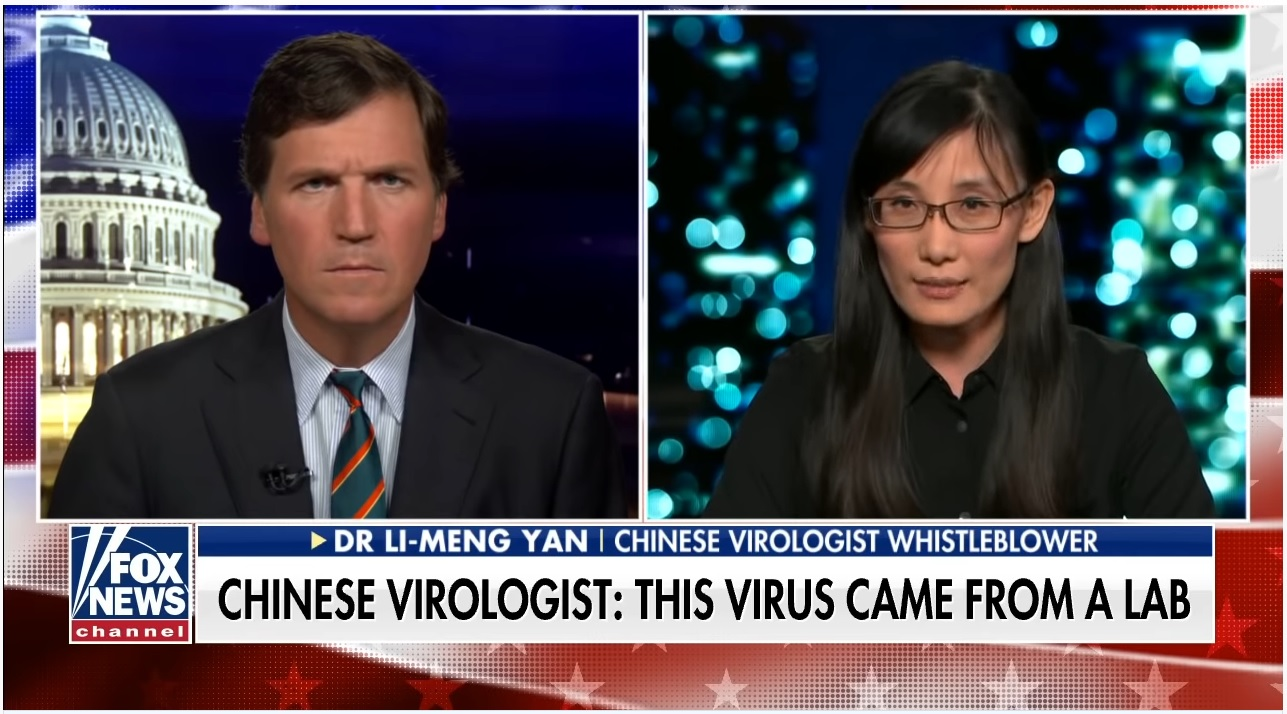 DR LI-MENG YAN | CHINESE VIROLOGIST WHISTLEBLOWER
FOX
NEWS
channel
CHINESE VIROLOGIST: THIS VIRUS CAME FROM A LAB